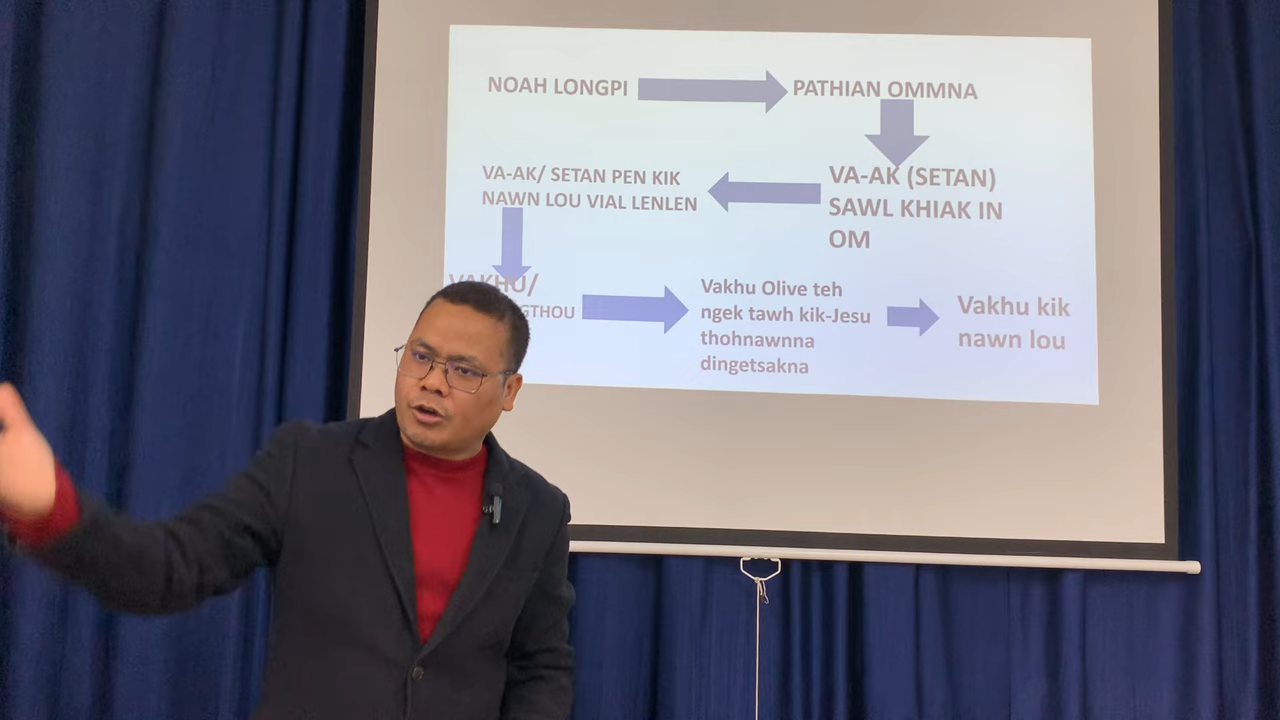 NOAH LONGPI
PATHIAN OMMNA
VA-AK (SETAN)
SAWL KHIAK IN
OM
VA-AK/ SETAN PEN KIK
NAWN LOU VIAL LENLEN
VAKHU/
GTHOU
Vakhu Olive teh
ngek tawh kik-Jesu
thohnawnna
dingetsakna
Vakhu kik
nawn lou